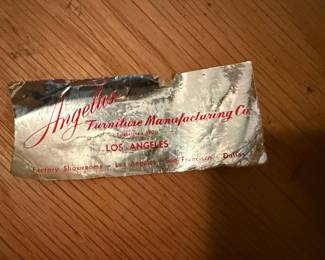 Angelus
Furniture Manufacturing Co.
LOS ANGELES
Factory Showrooms - Los Angeles San Francisco Dallas